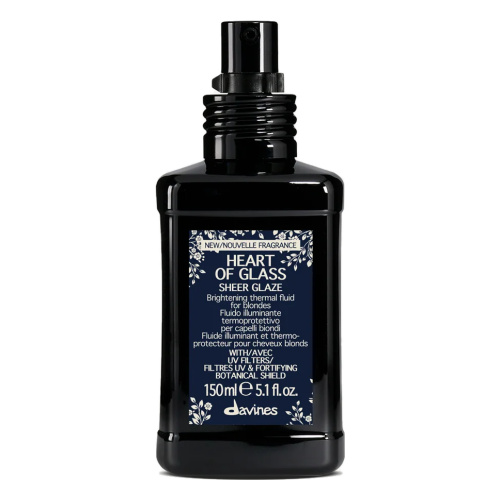 NEW/NOUVELLE FRAGRANCE
HEART
OF GLASS
SHEER GLAZE
Brightening thermal fluid
for blondes
Fluido illuminante
termoprotettivo
per capelli biondi
Fluide illuminant et thermo-
protecteur pour cheveux blonds
WITH/AVEC
UV FILTERS/
FILTRES UV & FORTIFYING
BOTANICAL SHIELD
150 ml ℮ 5.1 fl. oz.
davines